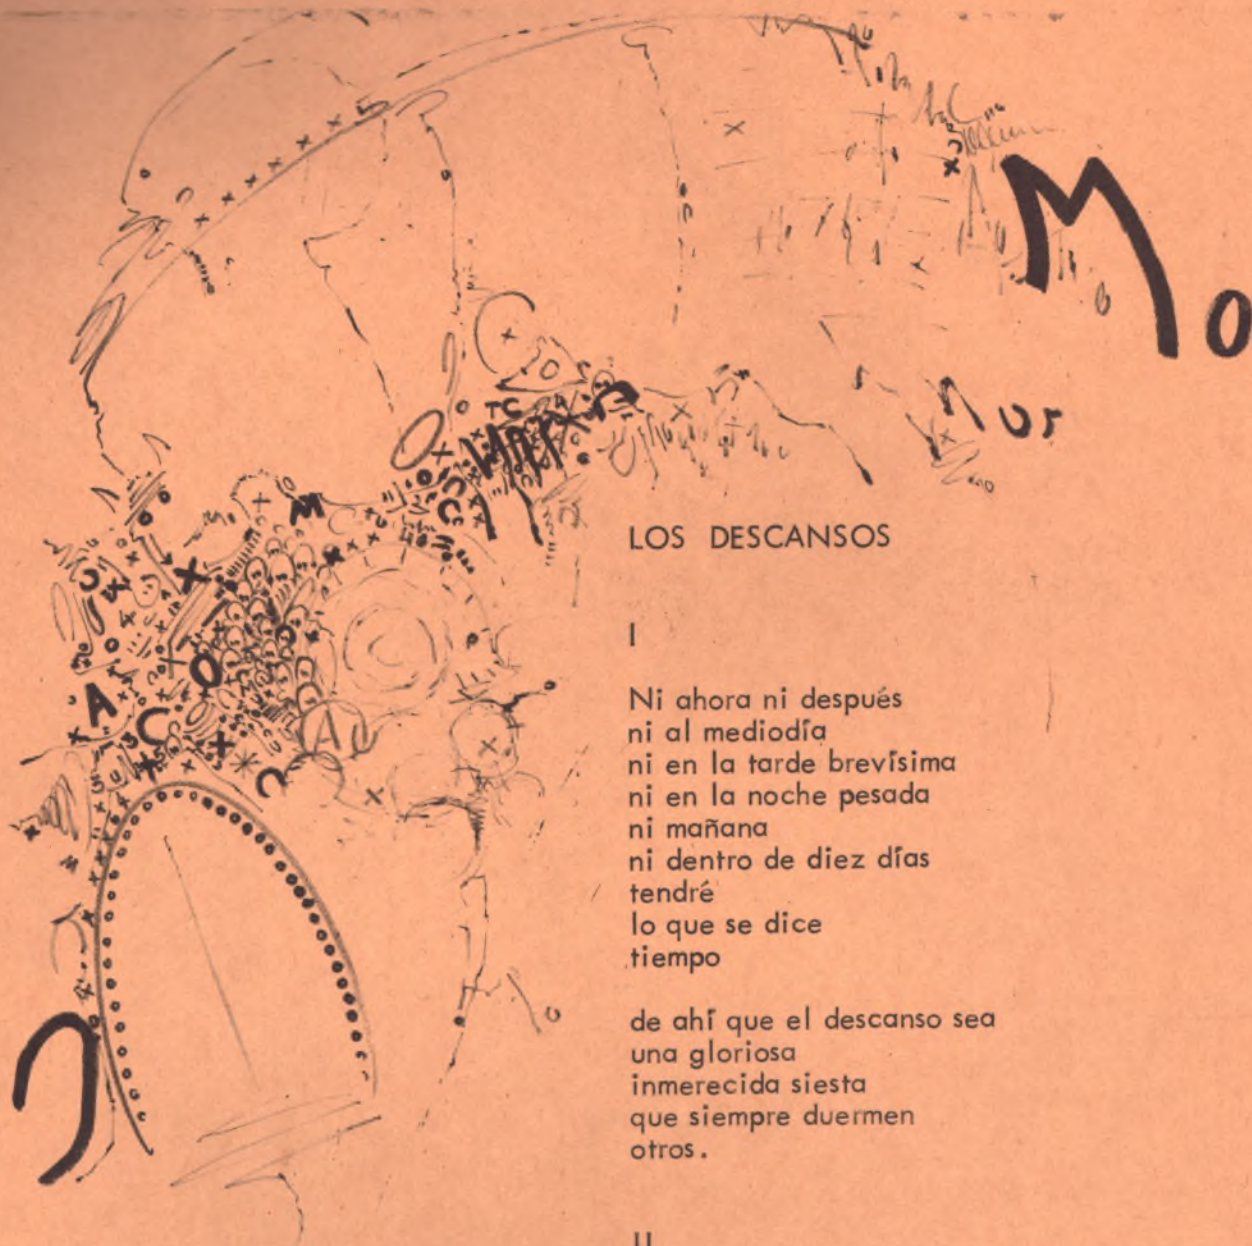 Mo
LOS DESCANSOS
I
Ni ahora ni después
ni al mediodía
ni en la tarde brevísima
ni en la noche pesada
ni mañana
ni dentro de diez días
tendré
lo que se dice
tiempo
de ahí que el descanso sea
una gloriosa
inmerecida siesta
que siempre duermen
otros.
II